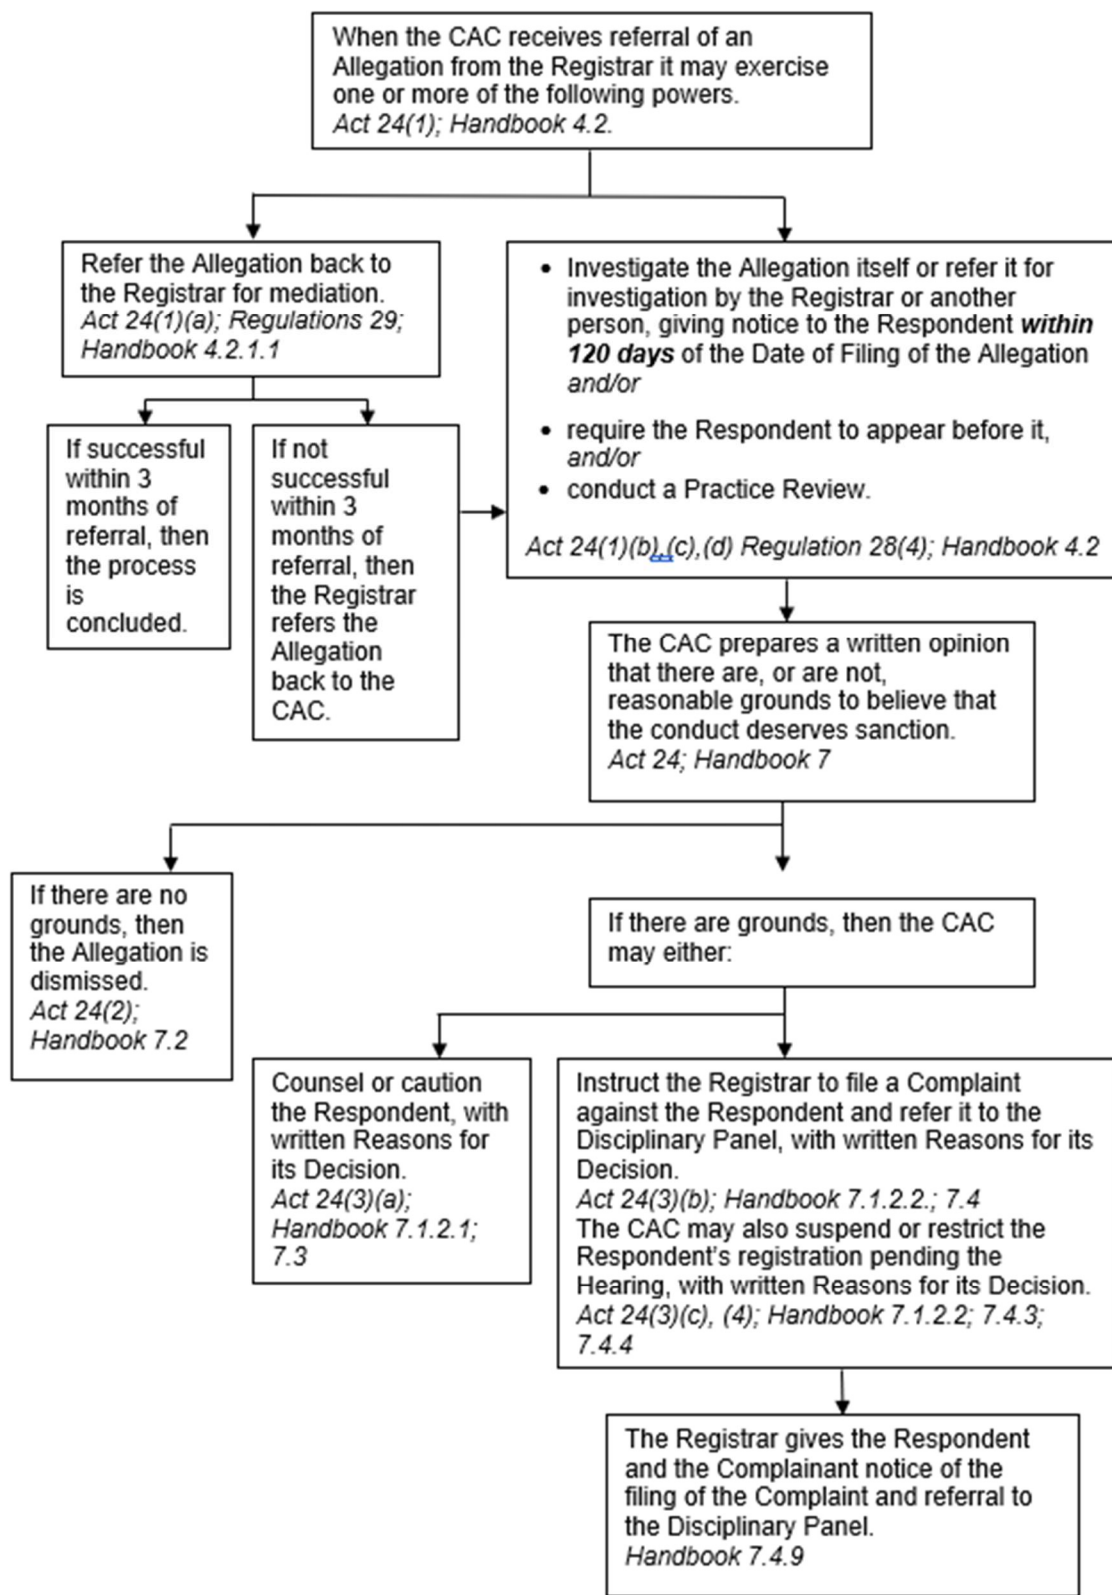 When the CAC receives referral of an
Allegation from the Registrar it may exercise
one or more of the following powers.
Act 24(1); Handbook 4.2.
Refer the Allegation back to
the Registrar for mediation.
Act 24(1)(a); Regulations 29;
Handbook 4.2.1.1
• Investigate the Allegation itself or refer it for
investigation by the Registrar or another
person, giving notice to the Respondent within
120 days of the Date of Filing of the Allegation
and/or
• require the Respondent to appear before it,
and/or
• conduct a Practice Review.
Act 24(1)(b),(c),(d) Regulation 28(4); Handbook 4.2
If successful
within 3
months of
referral, then
the process
is
concluded.
If not
successful
within 3
months of
referral, then
the Registrar
refers the
Allegation
back to the
CAC.
The CAC prepares a written opinion
that there are, or are not,
reasonable grounds to believe that
the conduct deserves sanction.
Act 24; Handbook 7
If there are no
grounds, then
the Allegation is
dismissed.
Act 24(2);
Handbook 7.2
If there are grounds, then the CAC
may either:
Counsel or caution
the Respondent, with
written Reasons for
its Decision.
Act 24(3)(a);
Handbook 7.1.2.1;
7.3
Instruct the Registrar to file a Complaint
against the Respondent and refer it to the
Disciplinary Panel, with written Reasons for its
Decision.
Act 24(3)(b); Handbook 7.1.2.2.; 7.4
The CAC may also suspend or restrict the
Respondent's registration pending the
Hearing, with written Reasons for its Decision.
Act 24(3)(c), (4); Handbook 7.1.2.2; 7.4.3;
7.4.4
The Registrar gives the Respondent
and the Complainant notice of the
filing of the Complaint and referral to
the Disciplinary Panel.
Handbook 7.4.9